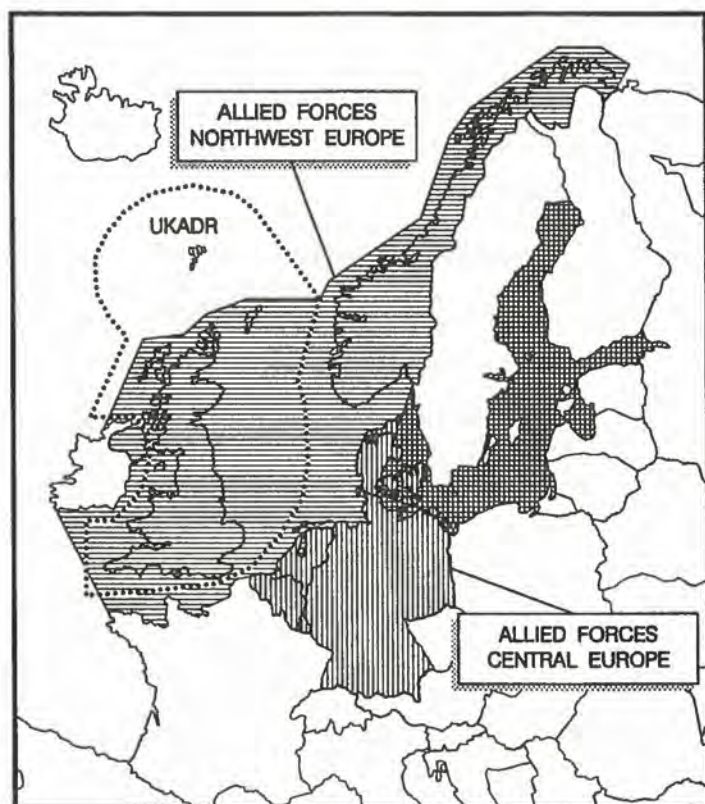 ALLIED FORCES
NORTHWEST EUROPE
UKADR
ALLIED FORCES
CENTRAL EUROPE